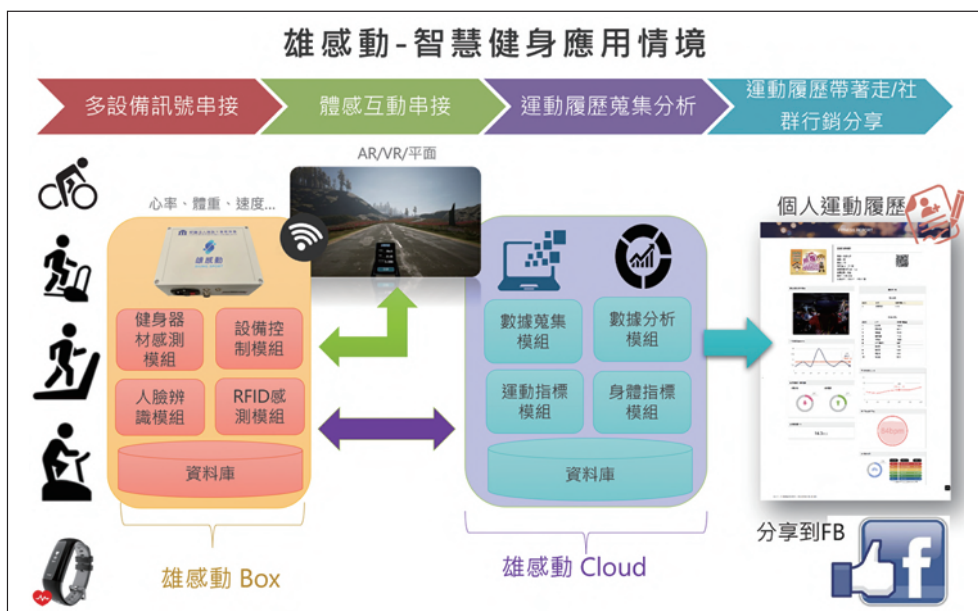 雄感動-智慧健身應用情境
多設備訊號串接
體感互動串接
運動履歷蒐集分析
運動履歷帶著走/社
群行銷分享
AR/VR/平面
心率、體重、速度...
雄感動
健身器
材感測
模組
設備控
制模組
人臉辨
識模組
RFID感
測模組
資料庫
雄感動 Box
數據蒐集
模組
數據分析
模組
運動指標
模組
身體指標
模組
資料庫
雄感動 Cloud
個人運動履歷
分享到FB
f